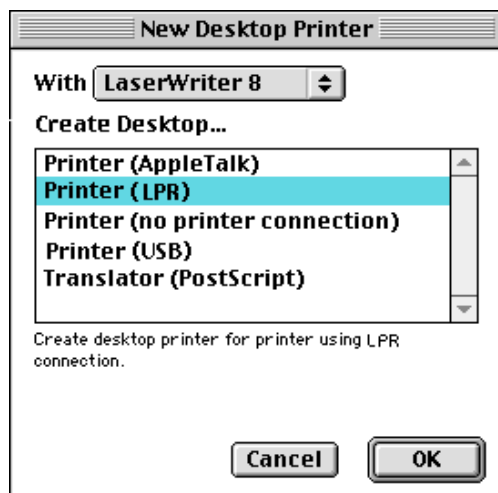 New Desktop Printer
With LaserWriter 8
Create Desktop...
Printer (AppleTalk)
Printer (LPR)
Printer (no printer connection)
Printer (USB)
Translator (PostScript)
Create desktop printer for printer using LPR
connection.
Cancel OK